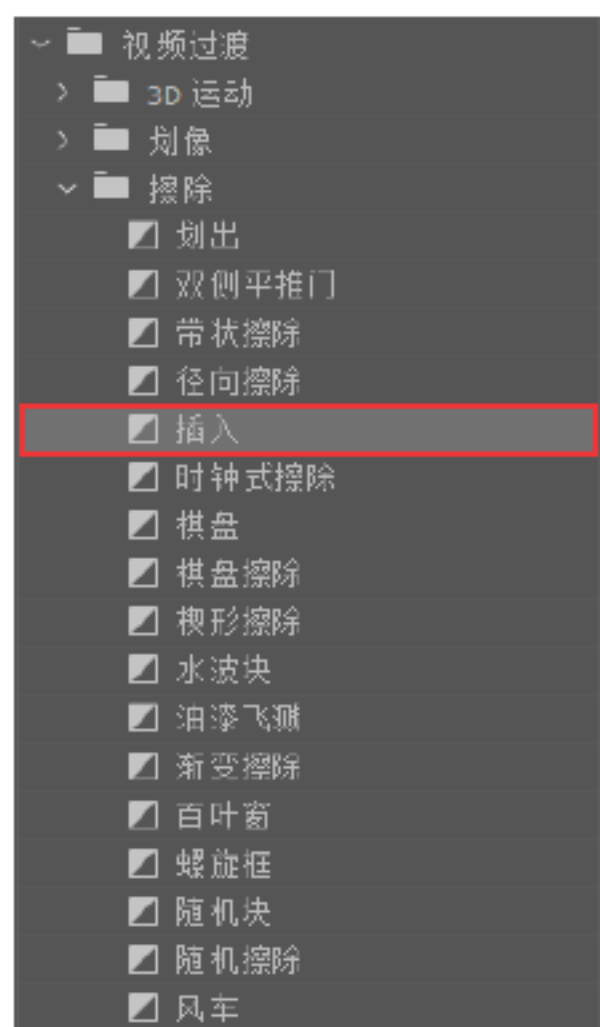 视频过渡
3D 运动
划像
擦除
划出
双侧平推门
带状擦除
径向擦除
插入
时钟式擦除
棋盘
棋盘擦除
楔形擦除
水波块
油漆飞溅
渐变擦除
百叶窗
螺旋框
随机块
随机擦除
风车